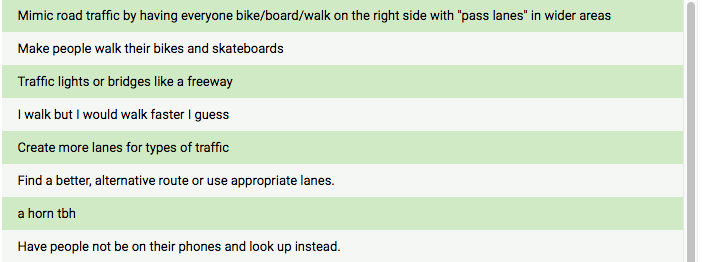 Mimic road traffic by having everyone bike/board/walk on the right side with "pass lanes" in wider areas
Make people walk their bikes and skateboards
Traffic lights or bridges like a freeway
I walk but I would walk faster I guess
Create more lanes for types of traffic
Find a better, alternative route or use appropriate lanes.
a horn tbh
Have people not be on their phones and look up instead.